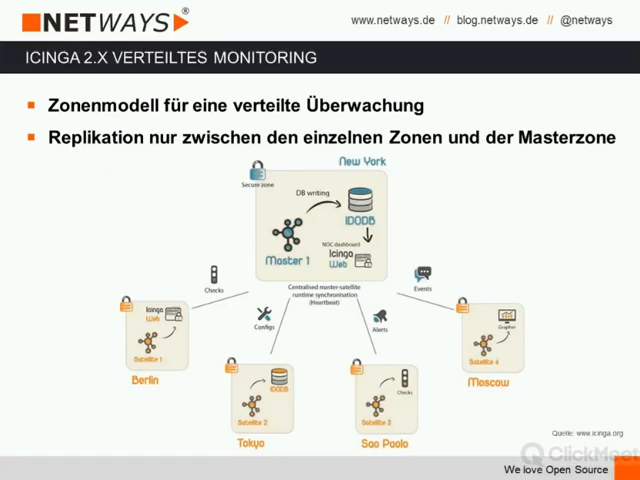 NETWAYS®
www.netways.de // blog.netways.de // @netways
ICINGA 2.X VERTEILTES MONITORING
Zonenmodell für eine verteilte Überwachung
Replikation nur zwischen den einzelnen Zonen und der Masterzone
New York
Secure zone
DB writing
IDODB
NOC dashboard
Icinga
Web
Master 1
Centralised master-satellite
runtime synchronisation
(Heartbeat)
Checks
Configs
Alerts
Events
Icinga
Web
Satellite 1
Berlin
IDODB
Satellite 2
Tokyo
Checks
Satellite 3
Sao Paolo
Grapher
Satellite 4
Moscow
Quelle: www.icinga.org
ClickMeet
We love Open Source